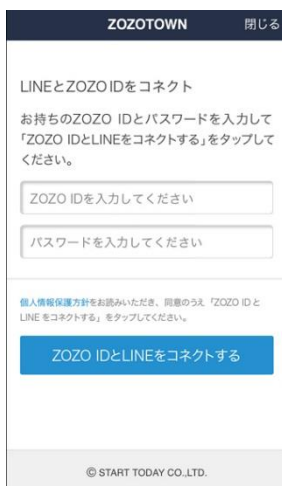 ZOZOTOWN 閉じる
LINEとZOZO IDをコネクト
お持ちのZOZO IDとパスワードを入力して
「ZOZO IDとLINEをコネクトする」をタップして
ください。
ZOZO IDを入力してください
パスワードを入力してください
個人情報保護方針をお読みいただき、同意のうえ「ZOZO ID と
LINE をコネクトする」をタップしてください。
ZOZO IDとLINEをコネクトする
© START TODAY CO.,LTD.